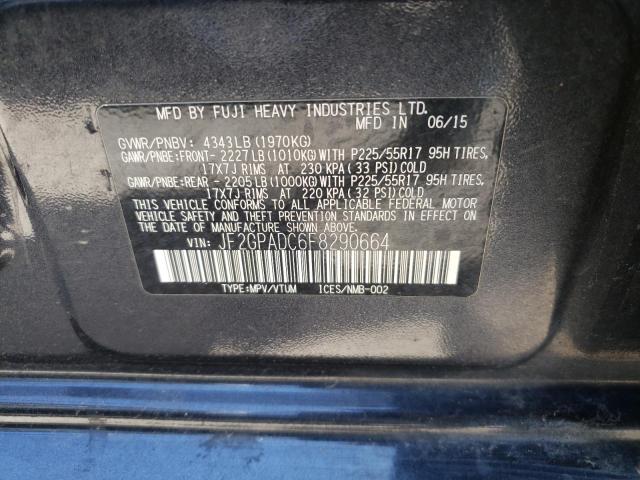 MFD BY FUJI HEAVY INDUSTRIES LTD.
MFD IN 06/15
GVWR/PNBV: 4343LB(1970KG)
GAWR/PNBE:FRONT- 2227LB(1010KG)WITH P225/55R17 95H TIRES,
17X7J RIMS AT 230 KPA(33 PSI)COLD
GAWR/PNBE:REAR - 2205LB(1000KG)WITH P225/55R17 95H TIRES,
17X7J RIMS AT 220 KPA(32 PSI)COLD
THIS VEHICLE CONFORMS TO ALL APPLICABLE FEDERAL MOTOR
VEHICLE SAFETY AND THEFT PREVENTION STANDARDS IN EFFECT ON
THE DATE OF MANUFACTURE SHOWN ABOVE.
VIN: JF2GPADC6F8290664
TYPE:MPV/VTUM ICES/NMB-002